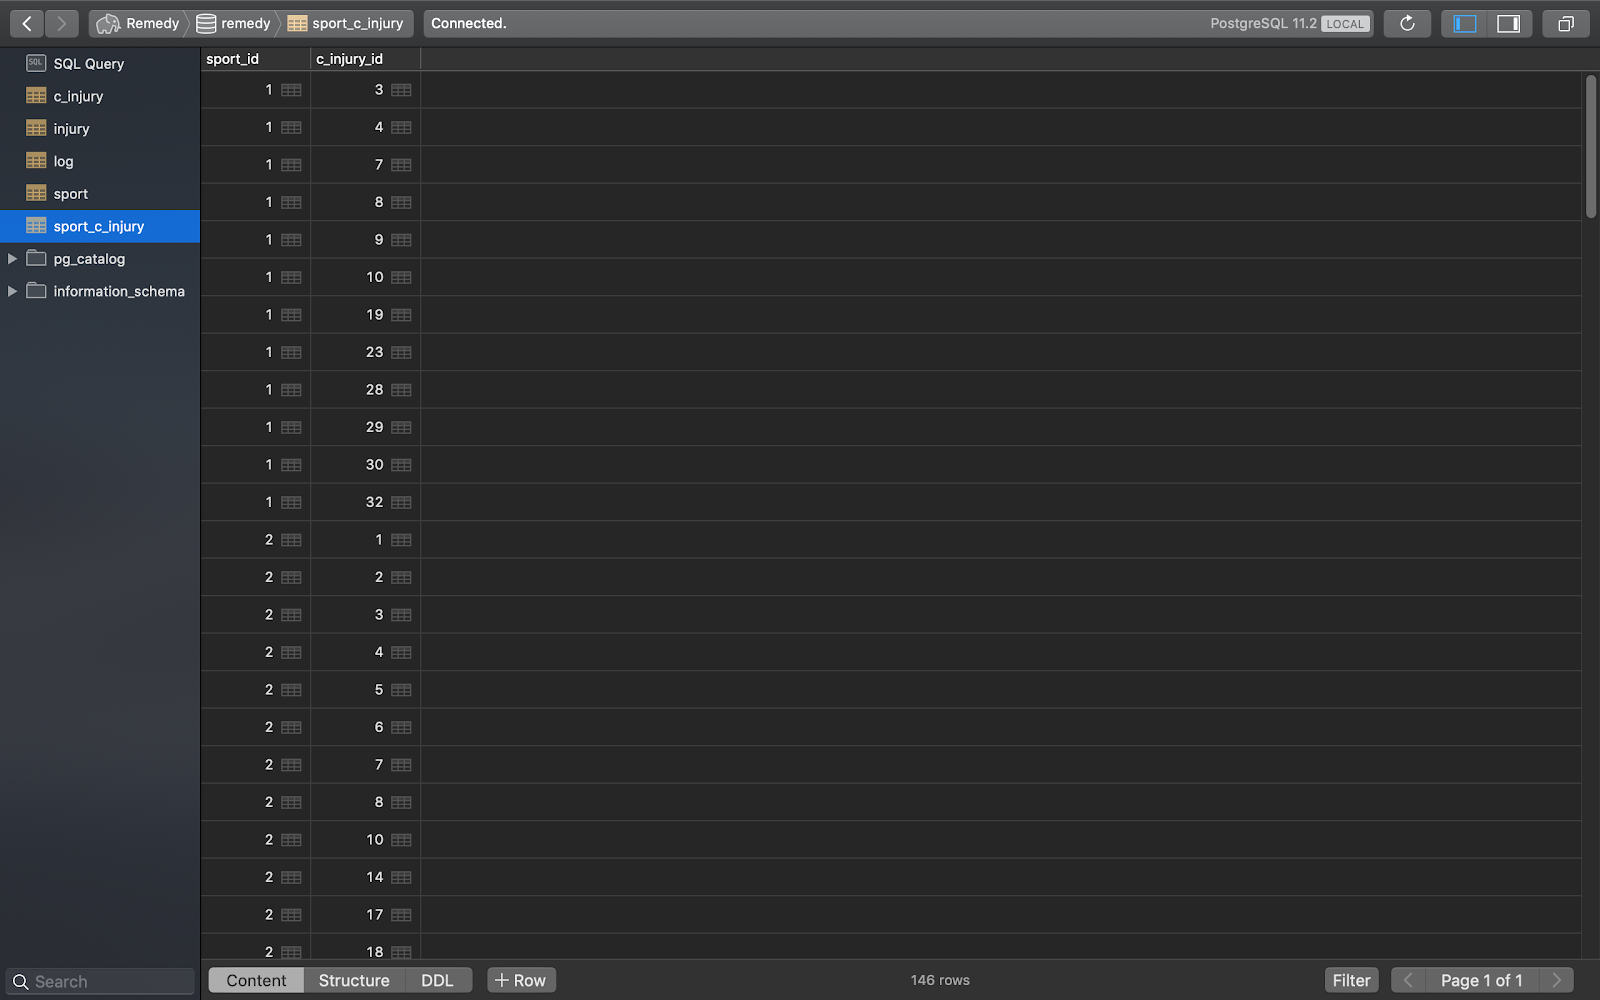 Remedy remedy sport_c_injury Connected. PostgreSQL 11.2 LOCAL
SQL SQL Query
c_injury
injury
log
sport
sport_c_injury
pg_catalog
information_schema
sport_id c_injury_id
1 3
1 4
1 7
1 8
1 9
1 10
1 19
1 23
1 28
1 29
1 30
1 32
2 1
2 2
2 3
2 4
2 5
2 6
2 7
2 8
2 10
2 14
2 17
2 18
Search Content Structure DDL + Row 146 rows Filter Page 1 of 1